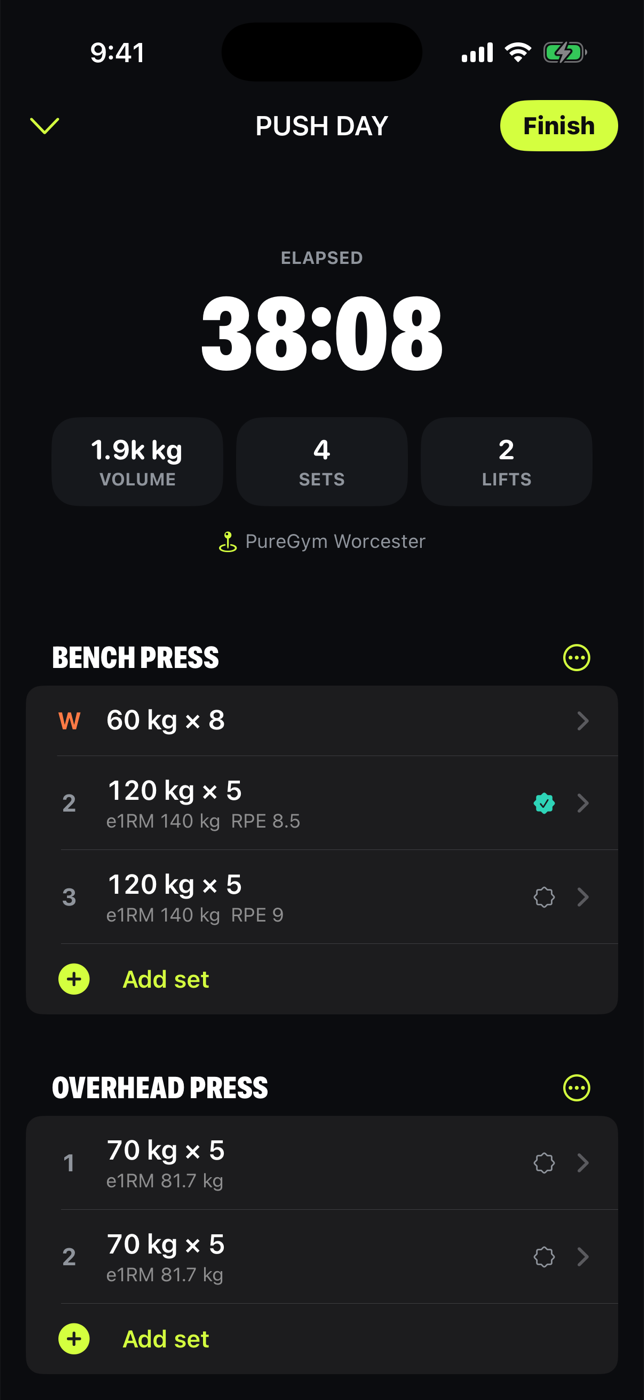 9:41
PUSH DAY
Finish
ELAPSED
38:08
1.9k kg
VOLUME
4
SETS
2
LIFTS
PureGym Worcester
BENCH PRESS
W 60 kg × 8
2 120 kg × 5
e1RM 140 kg RPE 8.5
3 120 kg × 5
e1RM 140 kg RPE 9
Add set
OVERHEAD PRESS
1 70 kg × 5
e1RM 81.7 kg
2 70 kg × 5
e1RM 81.7 kg
Add set